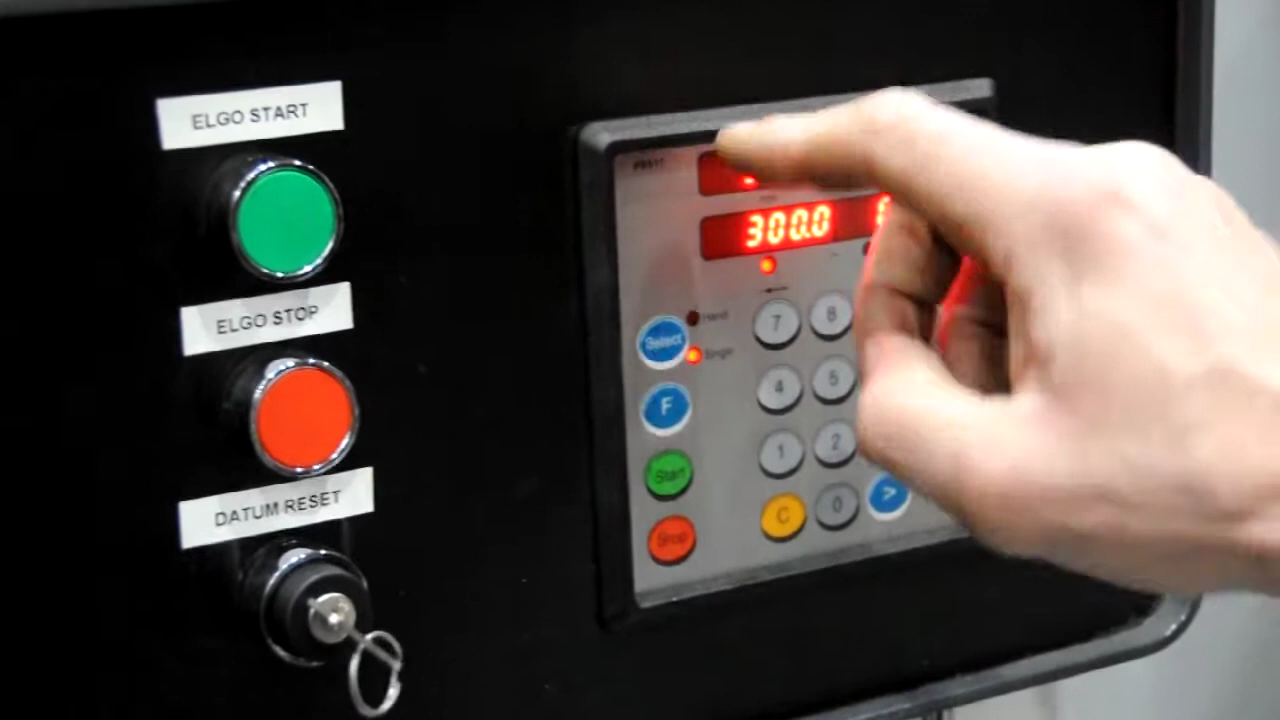 ELGO START
ELGO STOP
DATUM RESET
300.0
Select
Hand
Single
F
Start
Stop
7 8
4 5
1 2
C 0 >